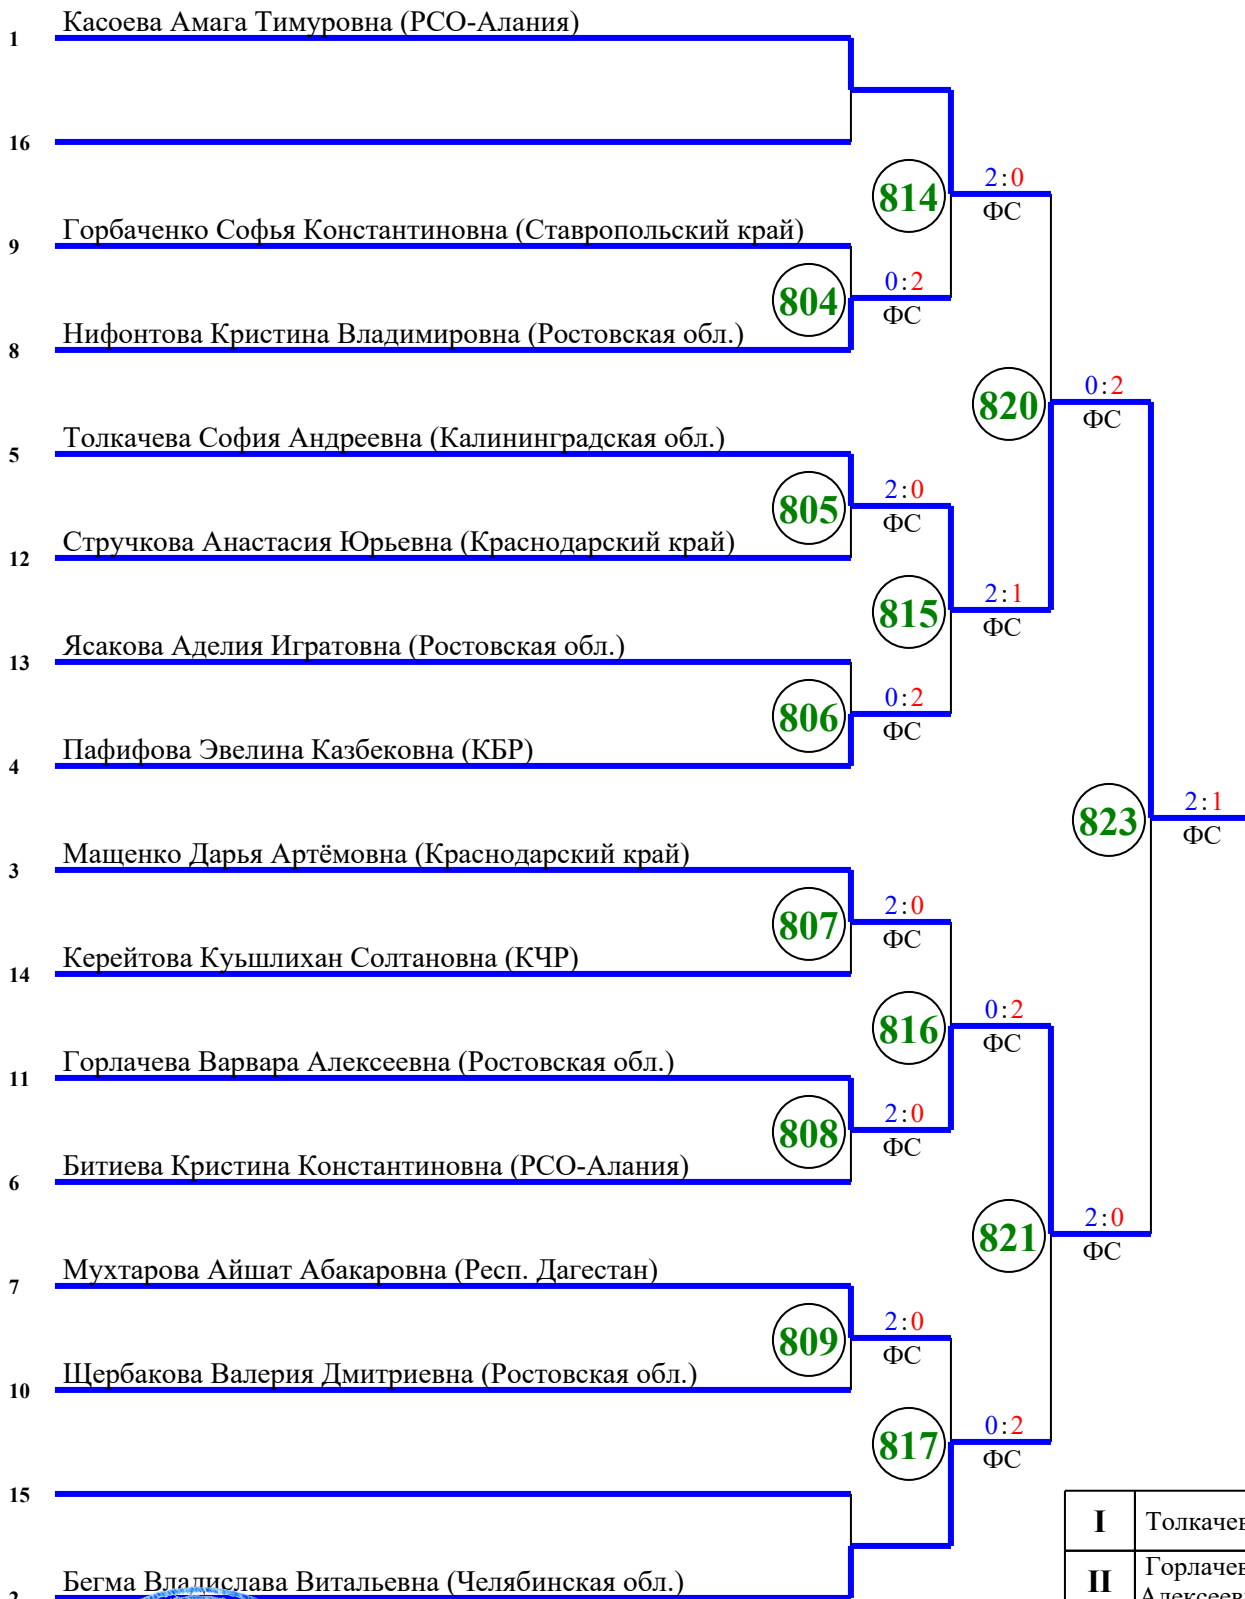 Касоева Амага Тимуровна (РСО-Алания)
1
16
814
2:0
ФС
Горбаченко Софья Константиновна (Ставропольский край)
9
804
0:2
ФС
Нифонтова Кристина Владимировна (Ростовская обл.)
8
820
0:2
ФС
Толкачева София Андреевна (Калининградская обл.)
5
805
2:0
ФС
Стручкова Анастасия Юрьевна (Краснодарский край)
12
815
2:1
ФС
Ясакова Аделия Игратовна (Ростовская обл.)
13
806
0:2
ФС
Пафифова Эвелина Казбековна (КБР)
4
823
2:1
ФС
Мащенко Дарья Артёмовна (Краснодарский край)
3
807
2:0
ФС
Керейтова Куышлихан Солтановна (КЧР)
14
816
0:2
ФС
Горлачева Варвара Алексеевна (Ростовская обл.)
11
808
2:0
ФС
Битиева Кристина Константиновна (РСО-Алания)
6
821
2:0
ФС
Мухтарова Айшат Абакаровна (Респ. Дагестан)
7
809
2:0
ФС
Щербакова Валерия Дмитриевна (Ростовская обл.)
10
817
0:2
ФС
15
I Толкачев
Бегма Владислава Витальевна (Челябинская обл.)
2
II Горлачев
Алексеев